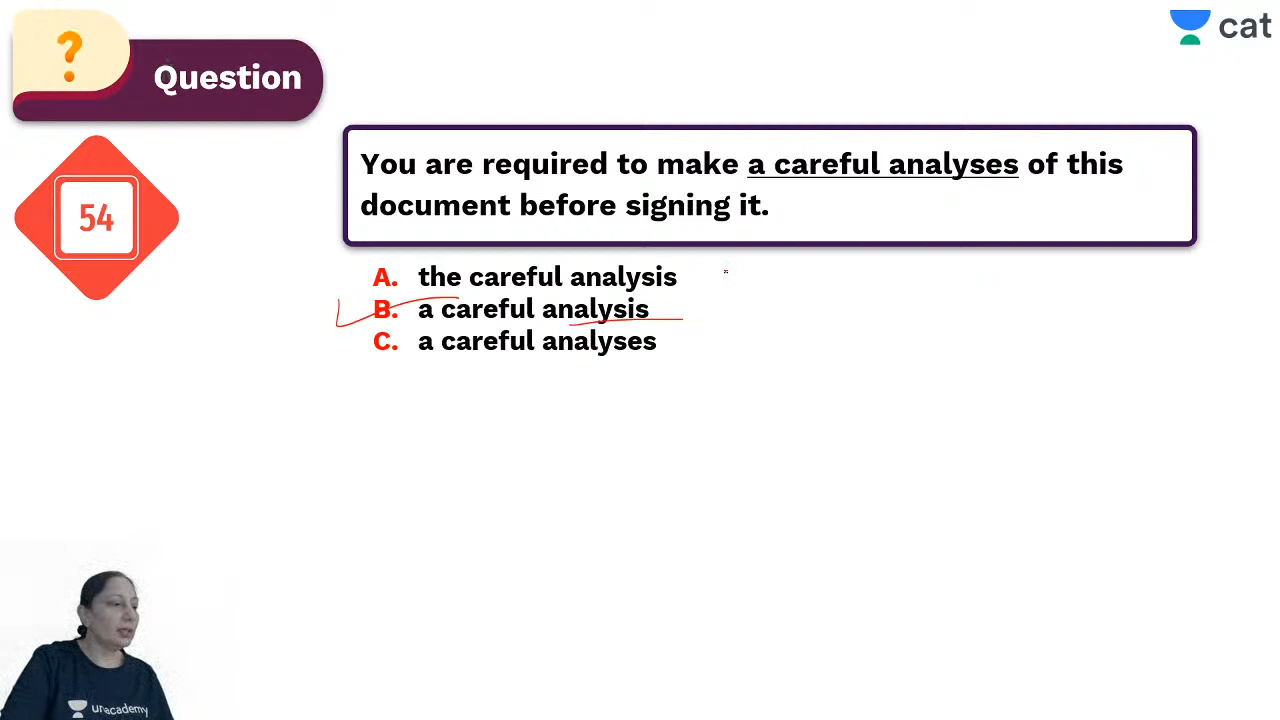 ?
Question
cat
54
You are required to make a careful analyses of this
document before signing it.
A. the careful analysis
B. a careful analysis
C. a careful analyses
unacademy